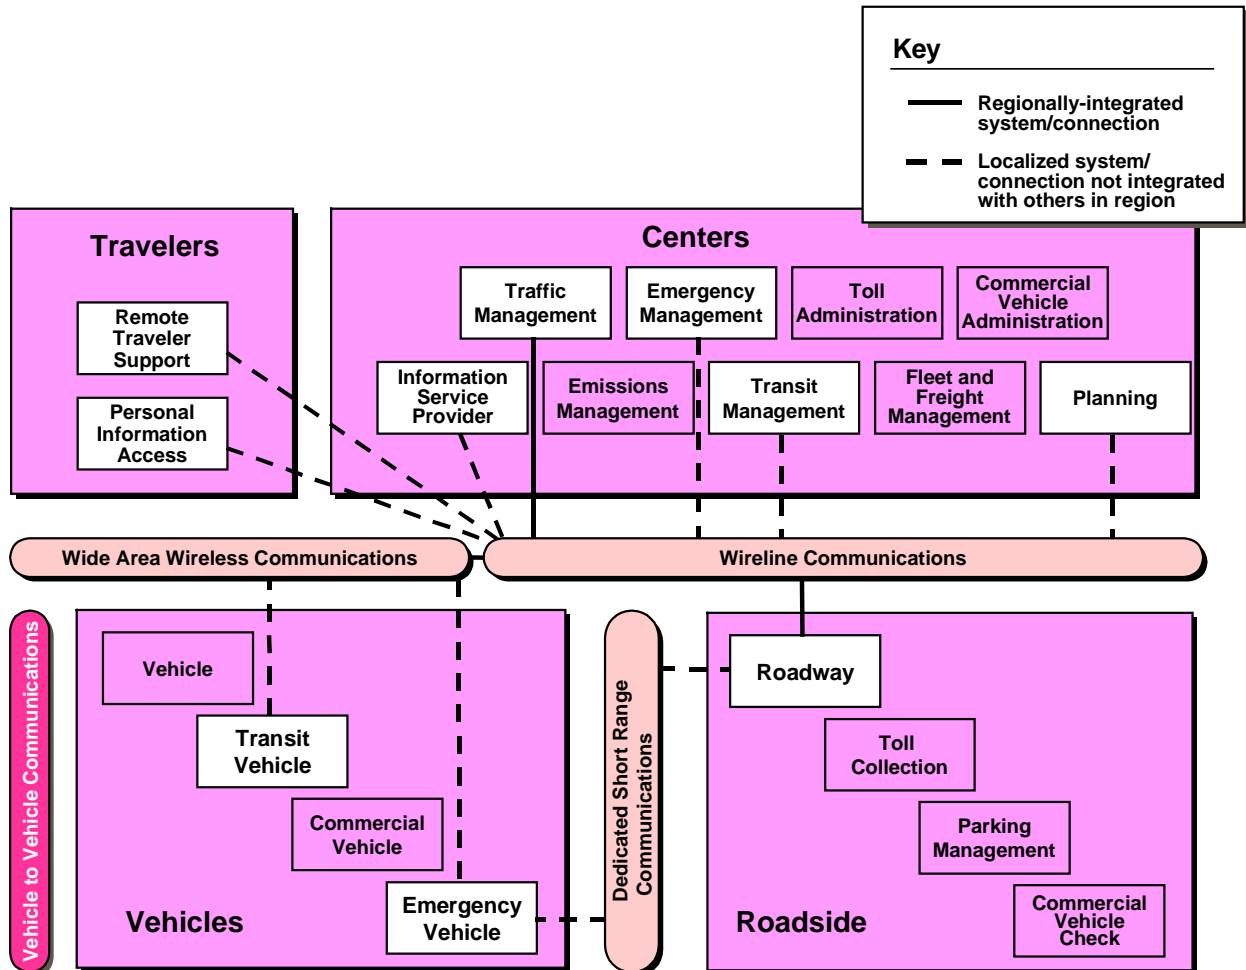 Key
Regionally-integrated
system/connection
Localized system/
connection not integrated
with others in region
Travelers
Remote
Traveler
Support
Personal
Information
Access
Centers
Traffic
Management
Emergency
Management
Toll
Administration
Commercial
Vehicle
Administration
Information
Service
Provider
Emissions
Management
Transit
Management
Fleet and
Freight
Management
Planning
Wide Area Wireless Communications
Wireline Communications
Vehicle to Vehicle Communications
Vehicle
Transit
Vehicle
Commercial
Vehicle
Emergency
Vehicle
Vehicles
Dedicated Short Range
Communications
Roadway
Toll
Collection
Parking
Management
Commercial
Vehicle
Check
Roadside